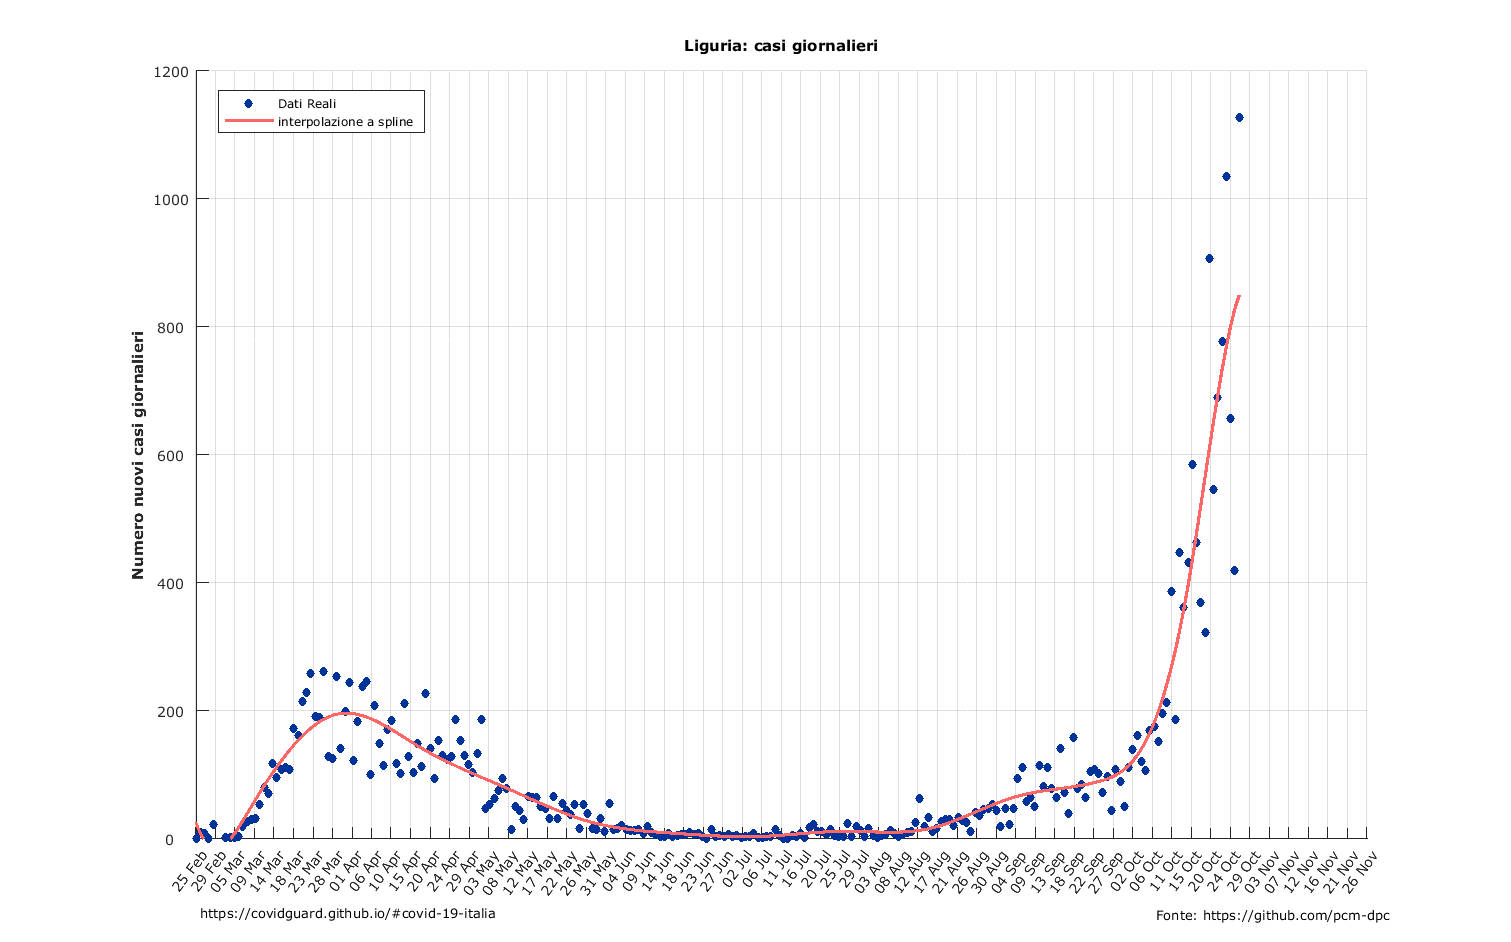 Liguria: casi giornalieri
Dati Reali
interpolazione a spline
Numero nuovi casi giornalieri
1200
1000
800
600
400
200
0
25 Feb
29 Feb
05 Mar
09 Mar
14 Mar
18 Mar
23 Mar
28 Mar
01 Apr
06 Apr
10 Apr
15 Apr
20 Apr
24 Apr
29 Apr
03 May
08 May
12 May
17 May
22 May
26 May
31 May
04 Jun
09 Jun
14 Jun
18 Jun
23 Jun
27 Jun
02 Jul
06 Jul
11 Jul
16 Jul
20 Jul
25 Jul
29 Jul
03 Aug
08 Aug
12 Aug
17 Aug
21 Aug
26 Aug
30 Aug
04 Sep
09 Sep
13 Sep
18 Sep
22 Sep
27 Sep
02 Oct
06 Oct
11 Oct
15 Oct
20 Oct
24 Oct
29 Oct
03 Nov
07 Nov
12 Nov
16 Nov
21 Nov
26 Nov
https://covidguard.github.io/#covid-19-italia
Fonte: https://github.com/pcm-dpc